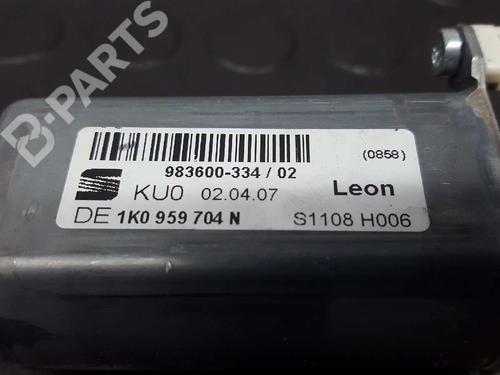 B-PARTS
983600-334 / 02
(0858)
KU0 02.04.07
Leon
DE 1K0 959 704 N
S1108 H006